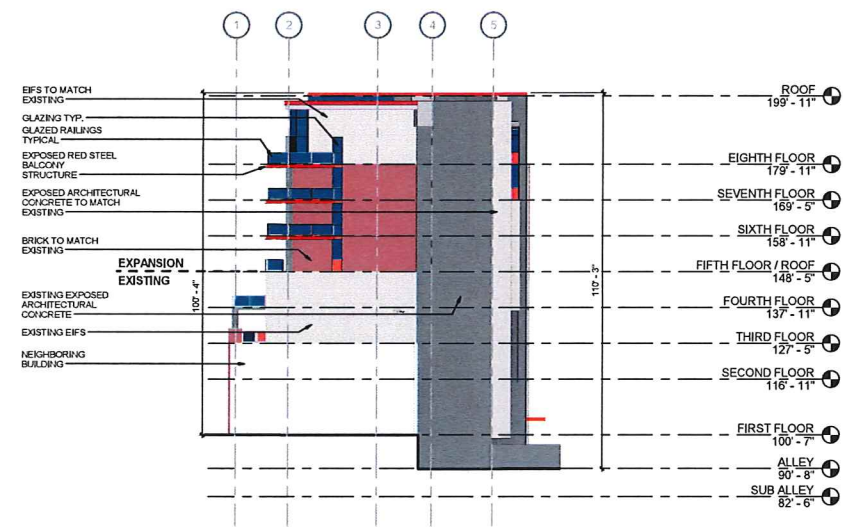 1 2 3 4 5
EIFS TO MATCH
EXISTING
GLAZING TYP.
GLAZED RAILINGS
TYPICAL
EXPOSED RED STEEL
BALCONY
STRUCTURE
EXPOSED ARCHITECTURAL
CONCRETE TO MATCH
EXISTING
BRICK TO MATCH
EXISTING
EXPANSION
EXISTING
EXISTING EXPOSED
ARCHITECTURAL
CONCRETE
EXISTING EIFS
NEIGHBORING
BUILDING
100' - 4"
110' - 3"
ROOF
199' - 11"
EIGHTH FLOOR
179' - 11"
SEVENTH FLOOR
169' - 5"
SIXTH FLOOR
158' - 11"
FIFTH FLOOR / ROOF
148' - 5"
FOURTH FLOOR
137' - 11"
THIRD FLOOR
127' - 5"
SECOND FLOOR
116' - 11"
FIRST FLOOR
100' - 7"
ALLEY
90' - 8"
SUB ALLEY
82' - 6"